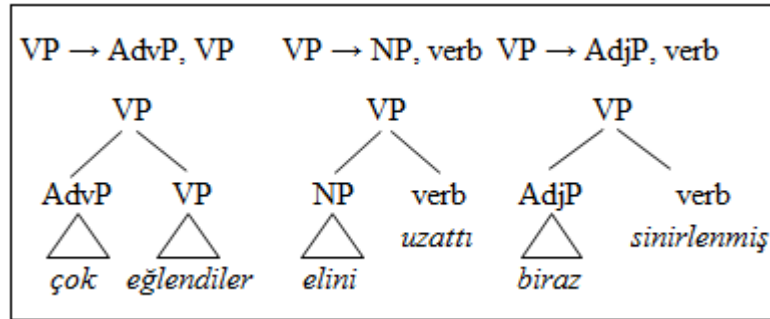 VP → AdvP, VP VP → NP, verb VP → AdjP, verb
VP VP VP
AdvP VP NP verb AdjP verb
çok eğlendiler elini uzattı biraz sinirlenmiş